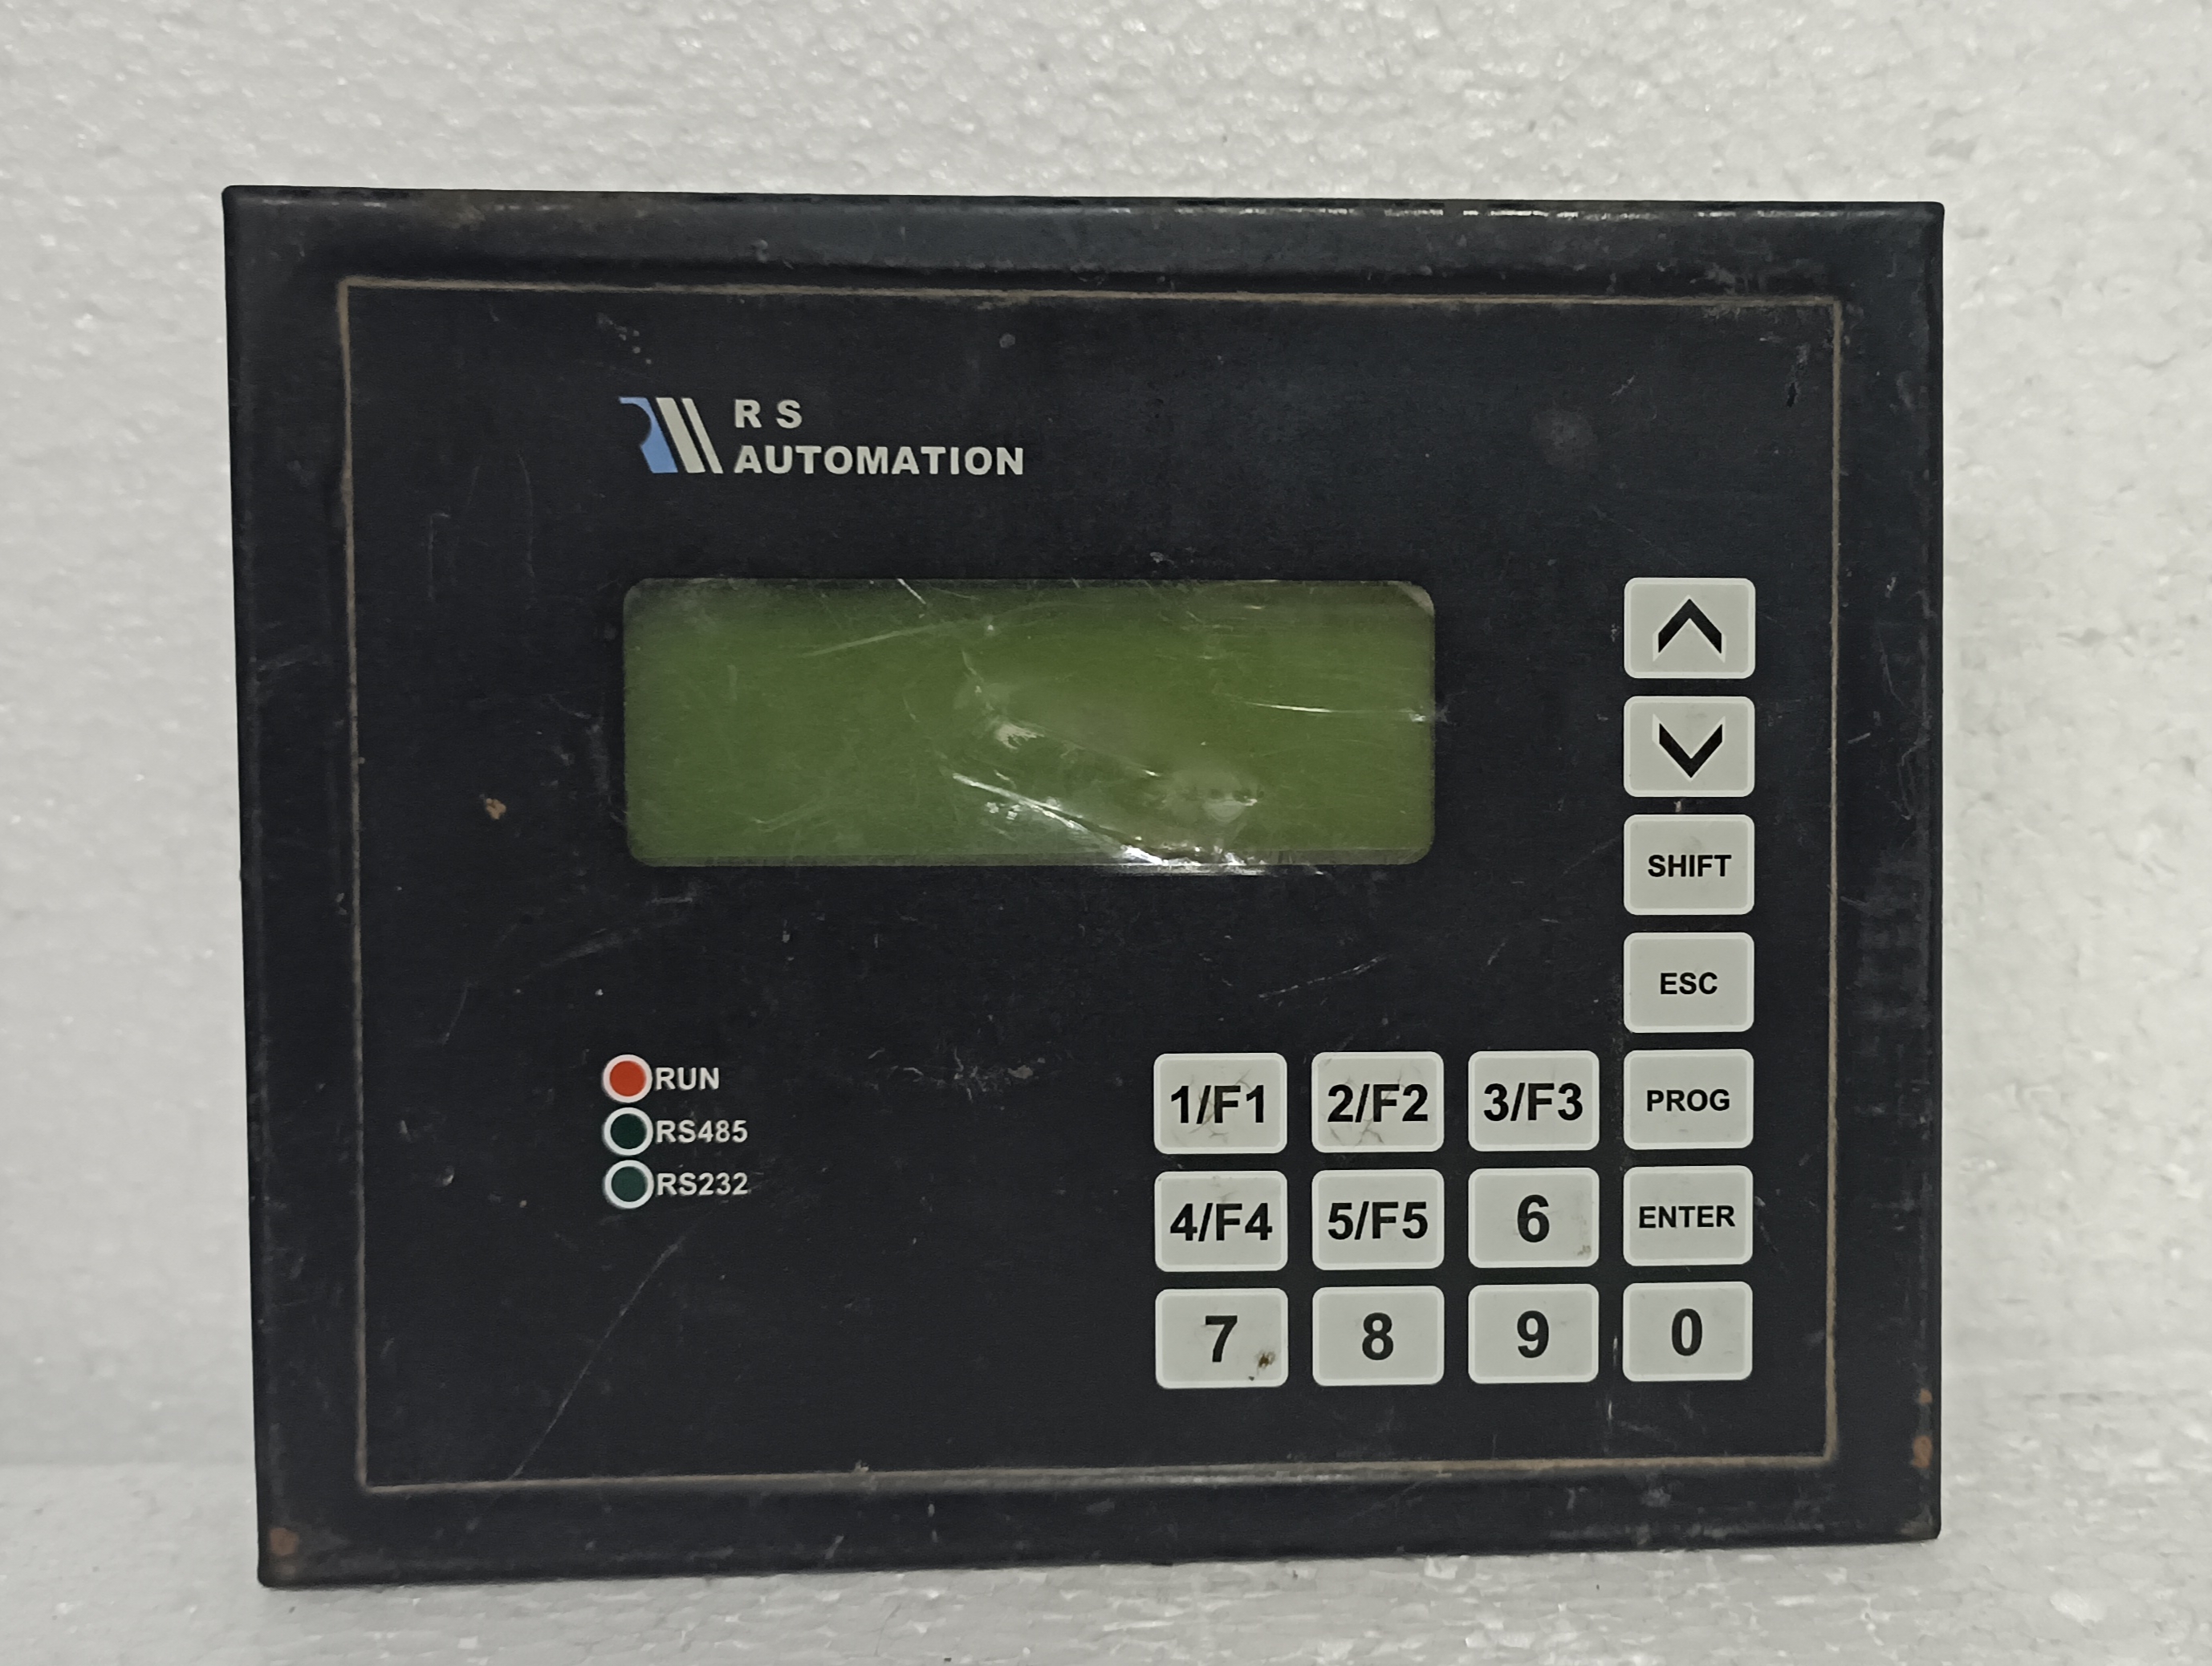 R S
AUTOMATION
SHIFT
ESC
RUN
RS485
RS232
1/F1 2/F2 3/F3 PROG
4/F4 5/F5 6 ENTER
7 8 9 0